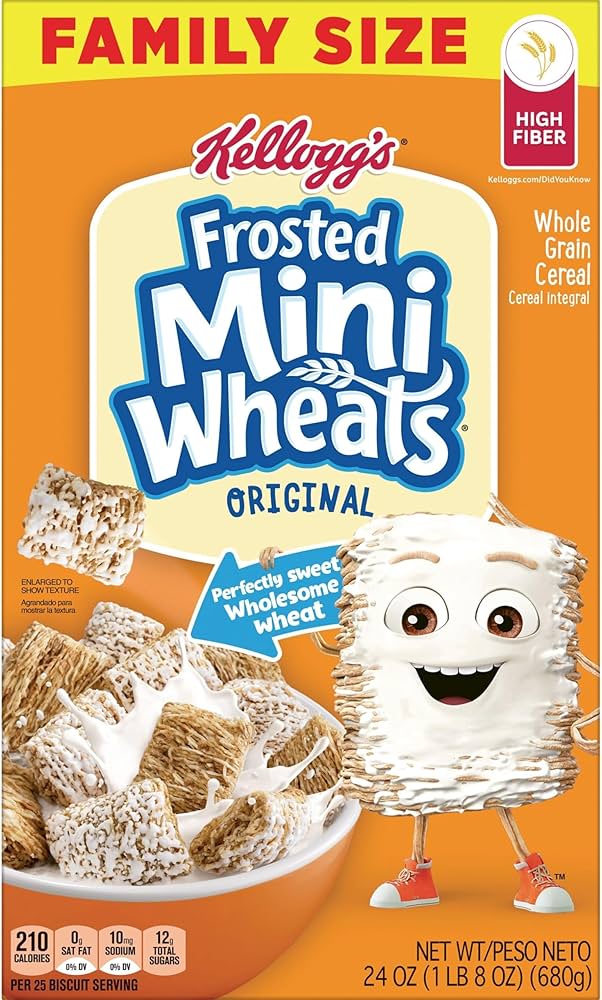 FAMILY SIZE
HIGH
FIBER
Kelloggs.com/DidYouKnow
Kellogg's®
Frosted
Mini
Wheats®
ORIGINAL
Whole
Grain
Cereal
Cereal integral
ENLARGED TO
SHOW TEXTURE
Agrandado para
mostrar la textura
Perfectly sweet
Wholesome
wheat
TM
210
CALORIES
0g
SAT FAT
0% DV
10mg
SODIUM
0% DV
12g
TOTAL
SUGARS
PER 25 BISCUIT SERVING
NET WT/PESO NETO
24 OZ (1 LB 8 OZ) (680g)